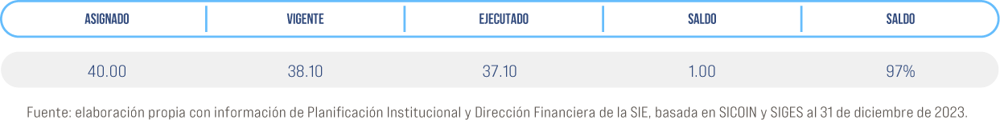 ASIGNADO VIGENTE EJECUTADO SALDO SALDO
40.00 38.10 37.10 1.00 97%
Fuente: elaboración propia con información de Planificación Institucional y Dirección Financiera de la SIE, basada en SICOIN y SIGES al 31 de diciembre de 2023.